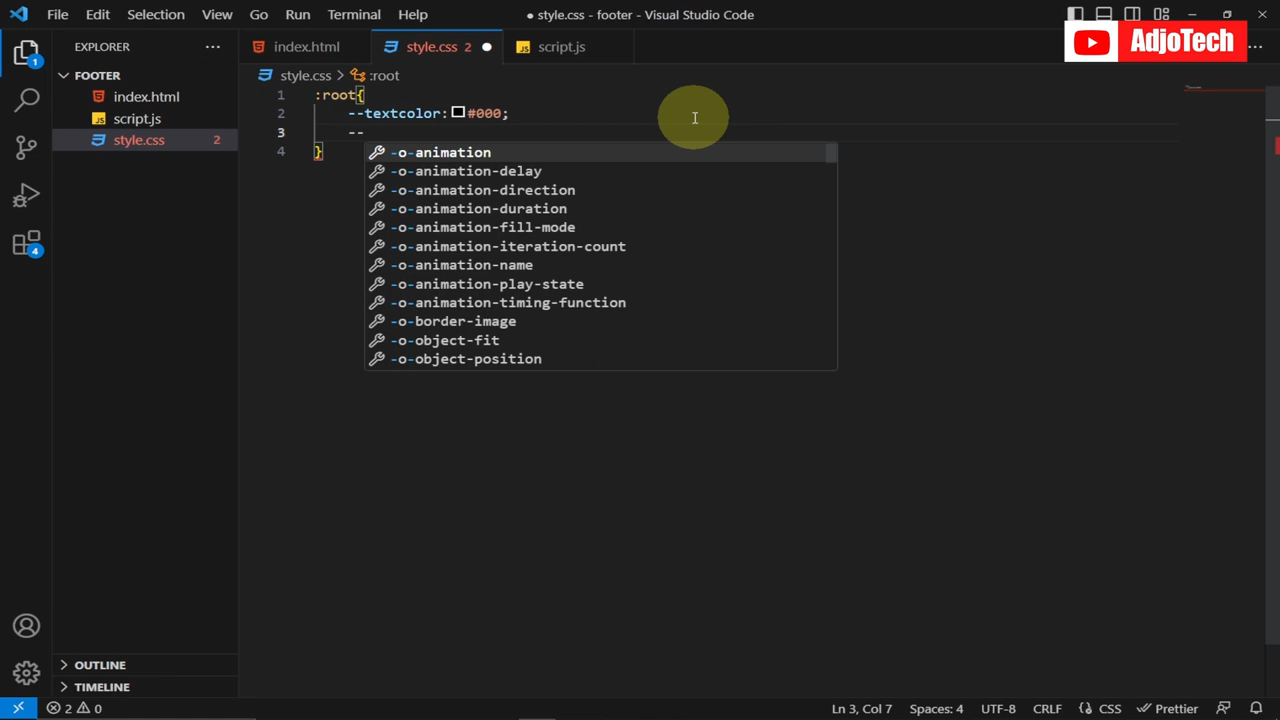 File Edit Selection View Go Run Terminal Help
● style.css - footer - Visual Studio Code
AdjoTech
EXPLORER ...
index.html
style.css 2 ●
JS script.js
...
FOOTER
index.html
JS script.js
style.css 2
1
4
style.css > :root
1 :root{
2 --textcolor: #000;
3 --
4 }
-o-animation
-o-animation-delay
-o-animation-direction
-o-animation-duration
-o-animation-fill-mode
-o-animation-iteration-count
-o-animation-name
-o-animation-play-state
-o-animation-timing-function
-o-border-image
-o-object-fit
-o-object-position
OUTLINE
TIMELINE
2 0
Ln 3, Col 7 Spaces: 4 UTF-8 CRLF {} CSS Prettier